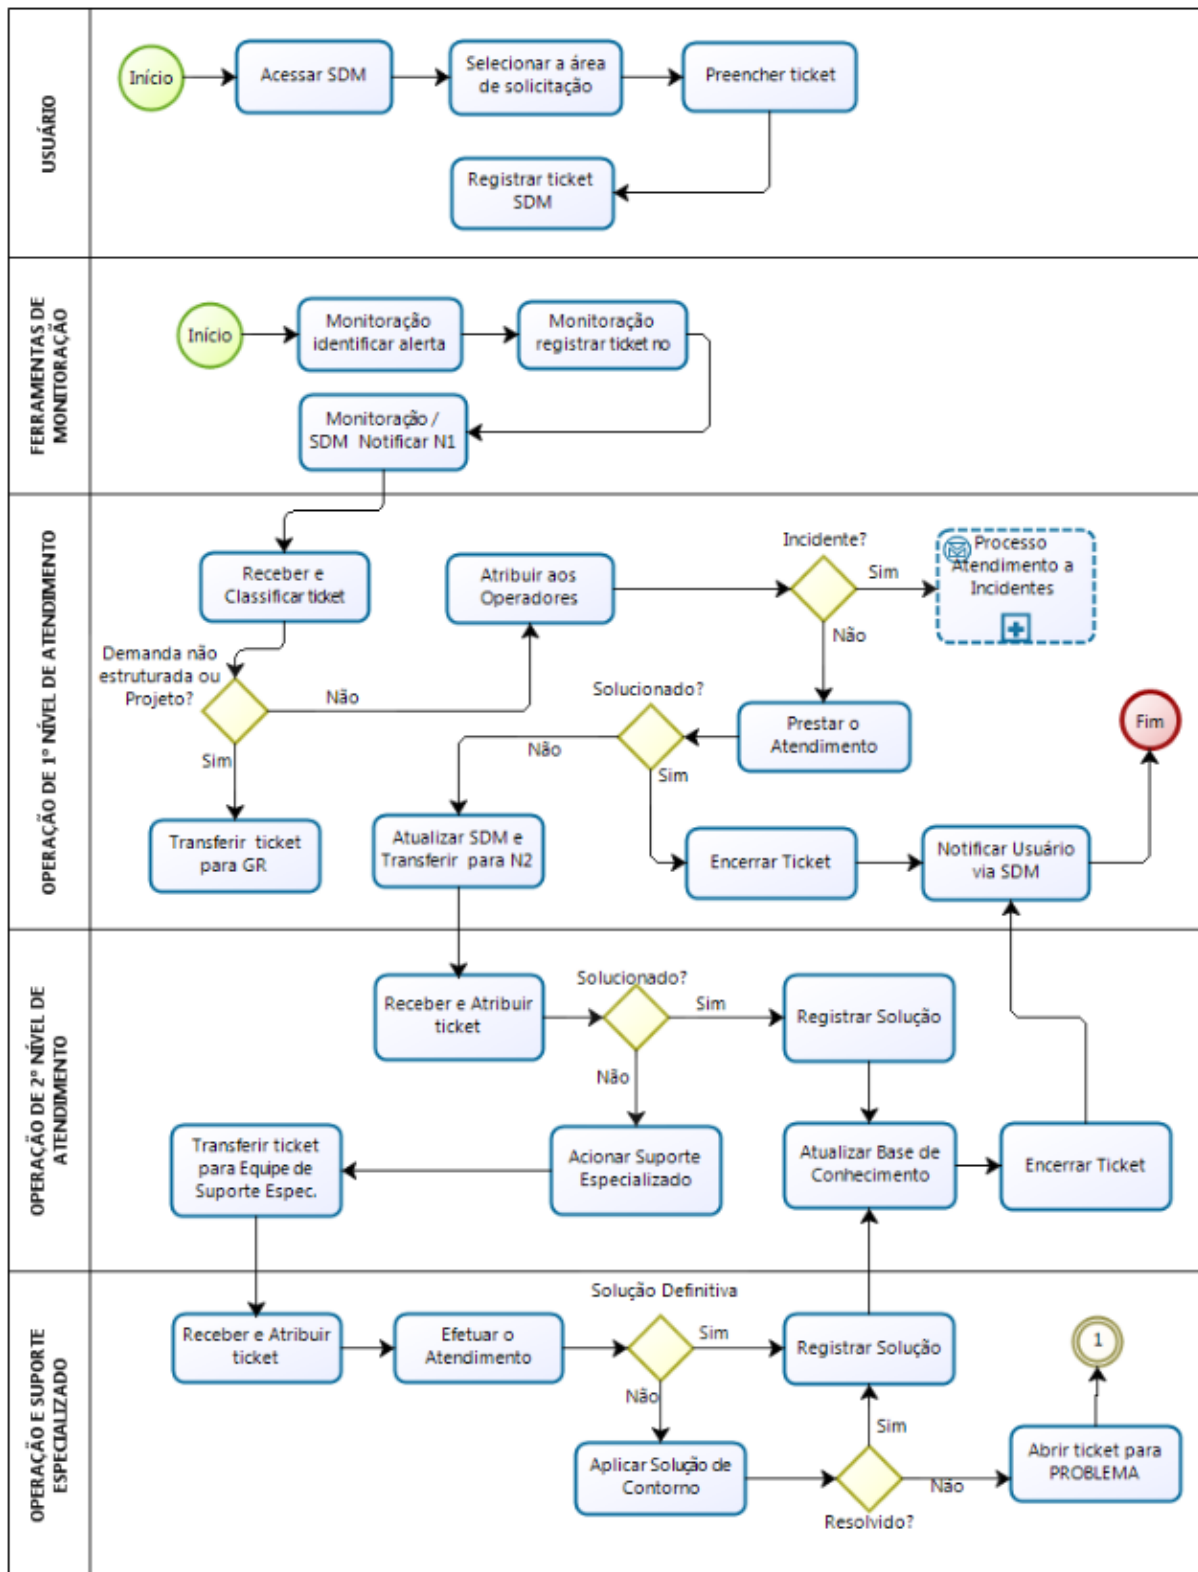 USUÁRIO
Início
Acessar SDM
Selecionar a área
de solicitação
Preencher ticket
Registrar ticket
SDM
FERRAMENTAS DE
MONITORAÇÃO
Início
Monitoração
identificar alerta
Monitoração
registrar ticket no
Monitoração /
SDM Notificar N1
OPERAÇÃO DE 1º NÍVEL DE ATENDIMENTO
Receber e
Classificar ticket
Atribuir aos
Operadores
Incidente?
Sim
Não
Processo
Atendimento a
Incidentes
Demanda não
estruturada ou
Projeto?
Não
Sim
Solucionado?
Não
Sim
Prestar o
Atendimento
Fim
Transferir ticket
para GR
Atualizar SDM e
Transferir para N2
Encerrar Ticket
Notificar Usuário
via SDM
OPERAÇÃO DE 2º NÍVEL DE
ATENDIMENTO
Receber e Atribuir
ticket
Solucionado?
Sim
Não
Registrar Solução
Transferir ticket
para Equipe de
Suporte Espec.
Acionar Suporte
Especializado
Atualizar Base de
Conhecimento
Encerrar Ticket
OPERAÇÃO E SUPORTE
ESPECIALIZADO
Receber e Atribuir
ticket
Efetuar o
Atendimento
Solução Definitiva
Sim
Não
Registrar Solução
1
Aplicar Solução de
Contorno
Sim
Não
Resolvido?
Abrir ticket para
PROBLEMA